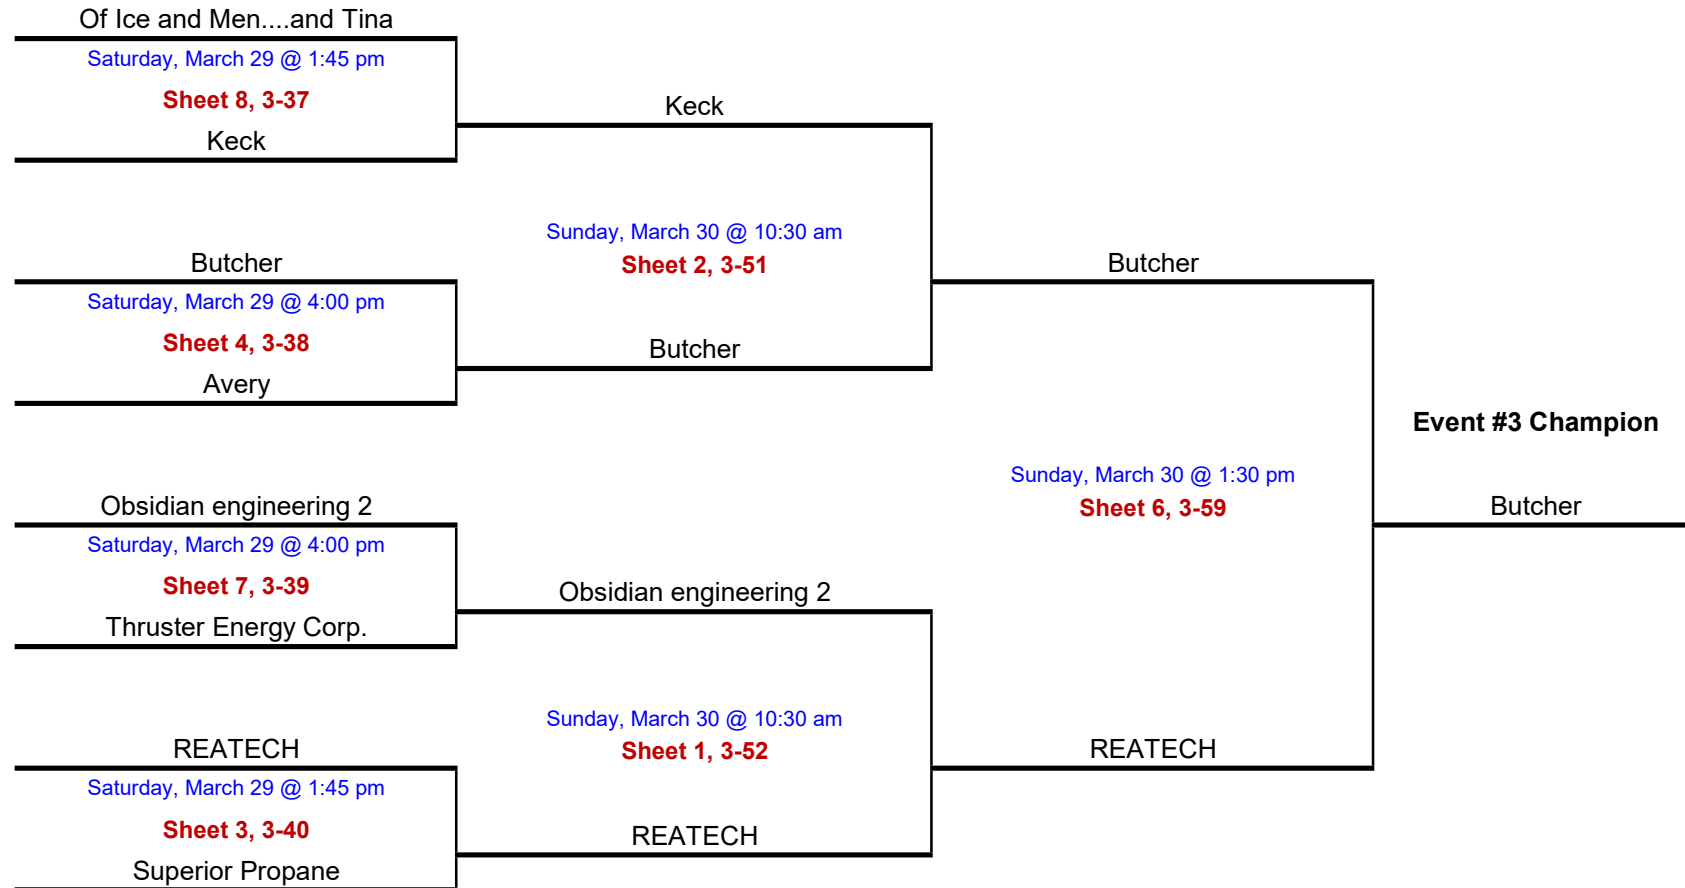 Of Ice and Men....and Tina
Saturday, March 29 @ 1:45 pm
Sheet 8, 3-37
Keck
Keck
Sunday, March 30 @ 10:30 am
Sheet 2, 3-51
Butcher
Butcher
Saturday, March 29 @ 4:00 pm
Sheet 4, 3-38
Butcher
Avery
Event #3 Champion
Sunday, March 30 @ 1:30 pm
Sheet 6, 3-59
Butcher
Obsidian engineering 2
Saturday, March 29 @ 4:00 pm
Sheet 7, 3-39
Obsidian engineering 2
Thruster Energy Corp.
Sunday, March 30 @ 10:30 am
Sheet 1, 3-52
REATECH
REATECH
Saturday, March 29 @ 1:45 pm
Sheet 3, 3-40
REATECH
Superior Propane